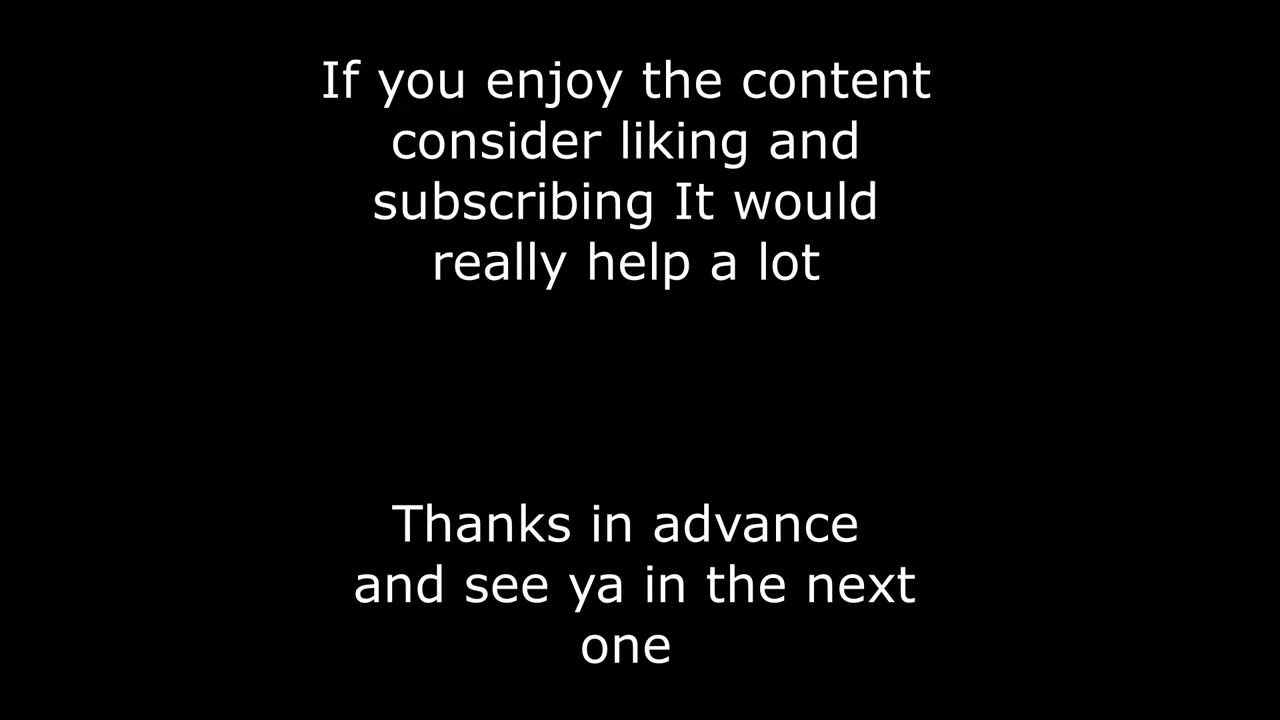 If you enjoy the content
consider liking and
subscribing It would
really help a lot
Thanks in advance
and see ya in the next
one